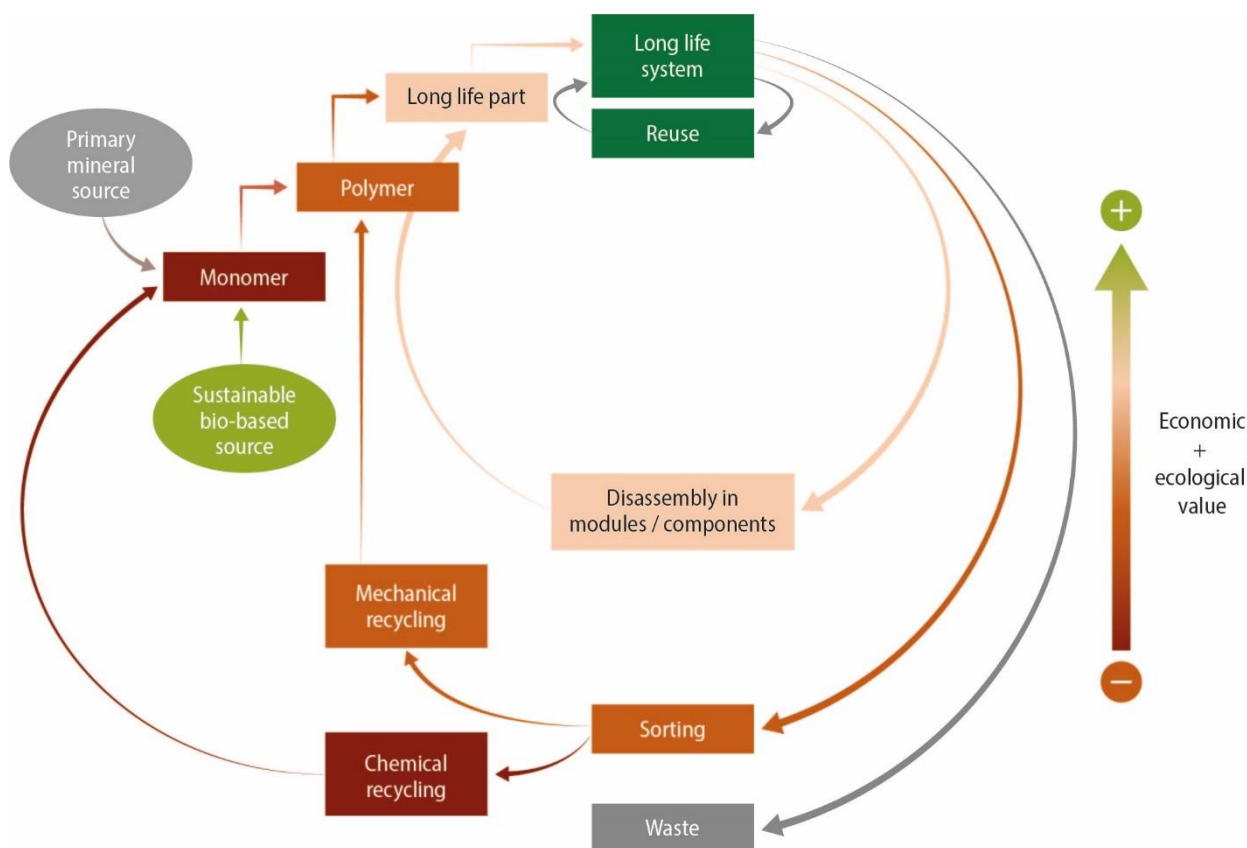 Long life
system
Long life part
Reuse
Primary
mineral
source
Polymer
+
Monomer
Sustainable
bio-based
source
Economic
+
ecological
value
Disassembly in
modules / components
Mechanical
recycling
−
Sorting
Chemical
recycling
Waste